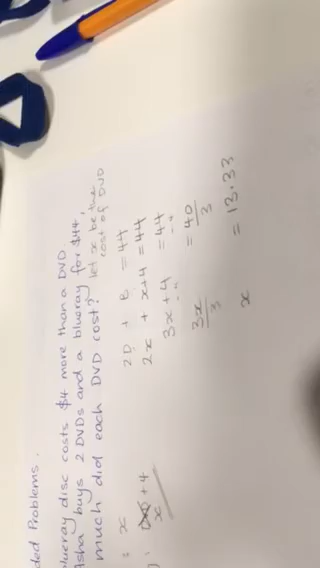 ded Problems.
blueray disc costs $4 more than a DVD
Asha buys 2 DVDs and a blueray for $44,
much did each DVD cost? let x be the
cost of DVD
= x
x + 4
2D + B = 44
2x + x+4 = 44
3x + 4 = 44
-4 -4
3x/3 = 40/3
x = 13.33